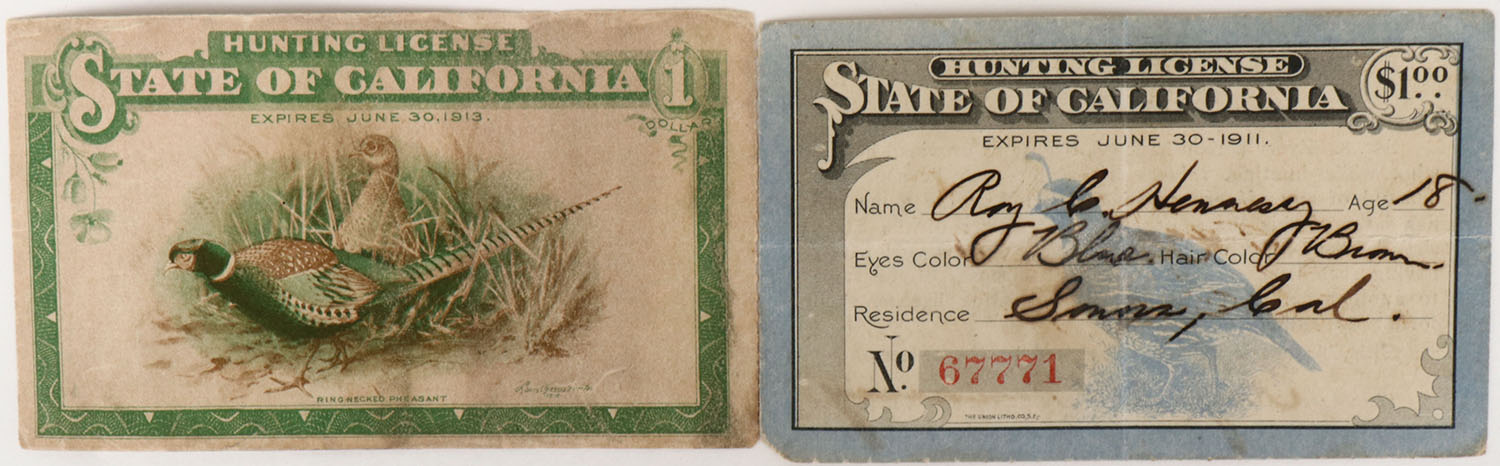 HUNTING LICENSE
STATE OF CALIFORNIA 1
DOLLAR
EXPIRES JUNE 30, 1913.
RING-NECKED PHEASANT
HUNTING LICENSE
STATE OF CALIFORNIA $1.00
EXPIRES JUNE 30-1911.
Name Roy C. Hennessy Age 18.
Eyes Color Blue. Hair Color Brown.
Residence Sonora, Cal.
No. 67771
THE UNION LITHO. CO. S.F.